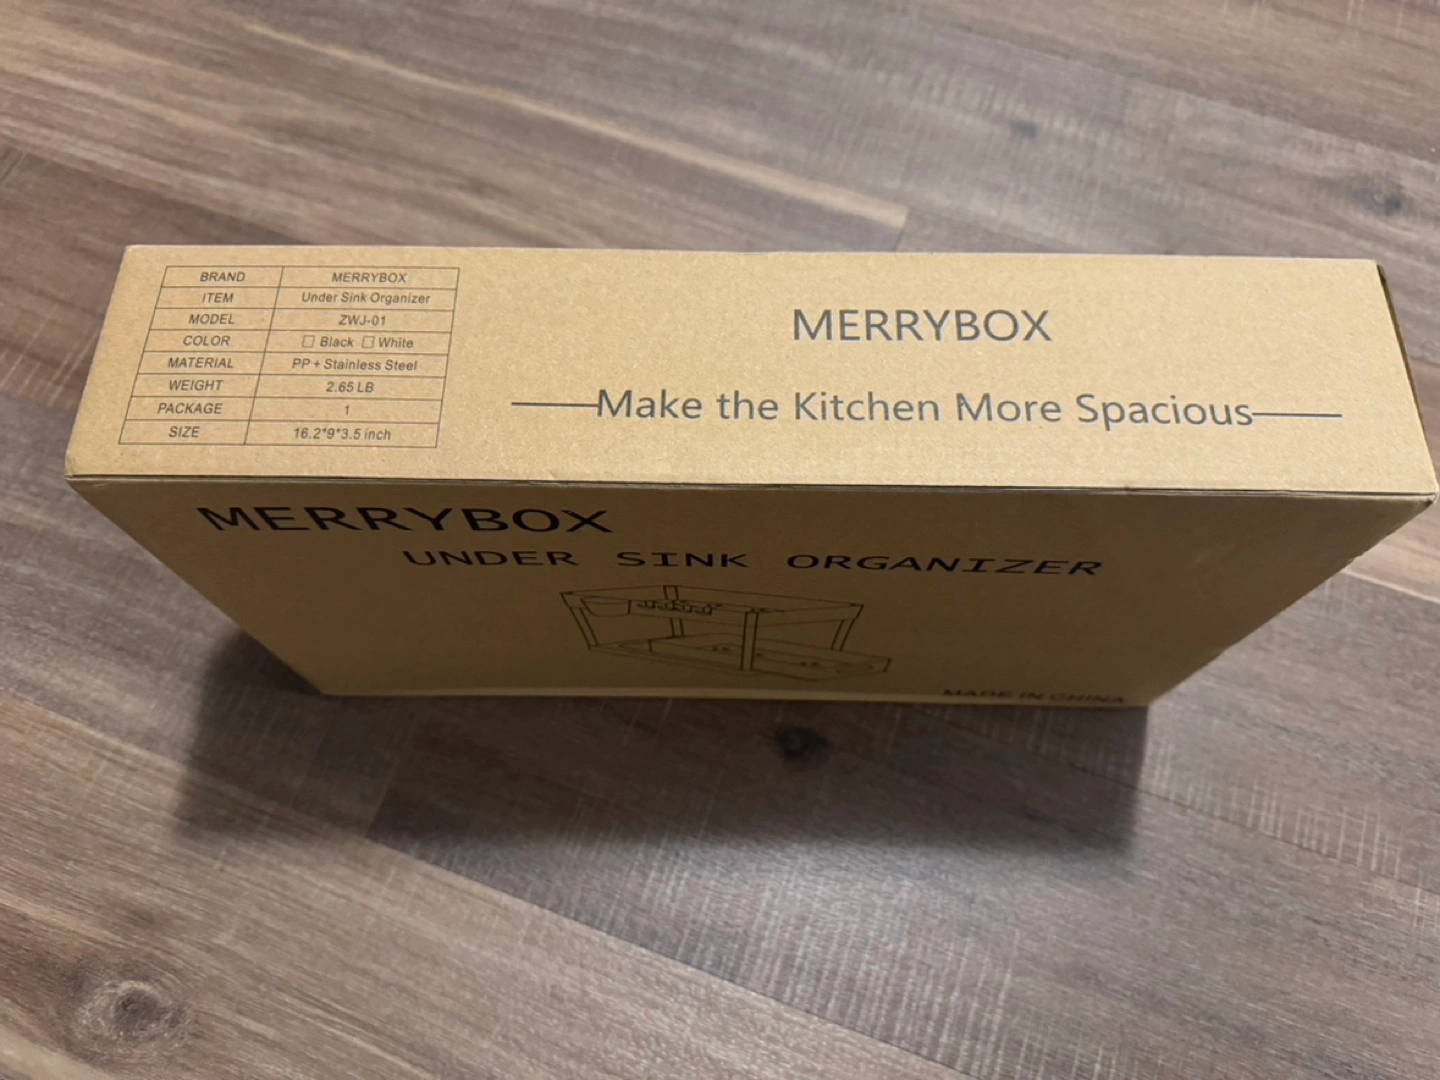 BRAND MERRYBOX
ITEM Under Sink Organizer
MODEL ZWJ-01
COLOR ☐ Black ☐ White
MATERIAL PP + Stainless Steel
WEIGHT 2.65 LB
PACKAGE 1
SIZE 16.2*9*3.5 inch
MERRYBOX
Make the Kitchen More Spacious
MERRYBOX
UNDER SINK ORGANIZER
MADE IN CHINA